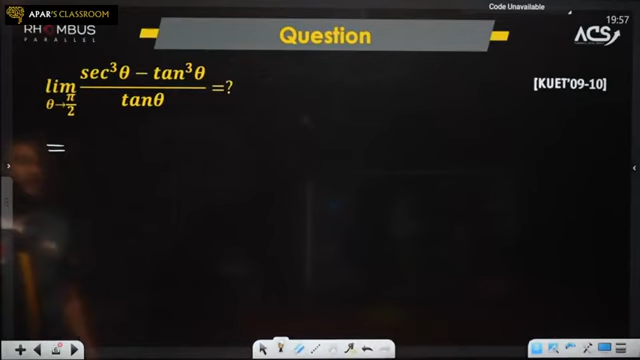 APAR'S CLASSROOM
Code Unavailable
RHOMBUS
PARALLEL
Question
19:57
ACS
lim θ→π/2 (sec³θ − tan³θ)/tanθ =?
[KUET'09-10]
=